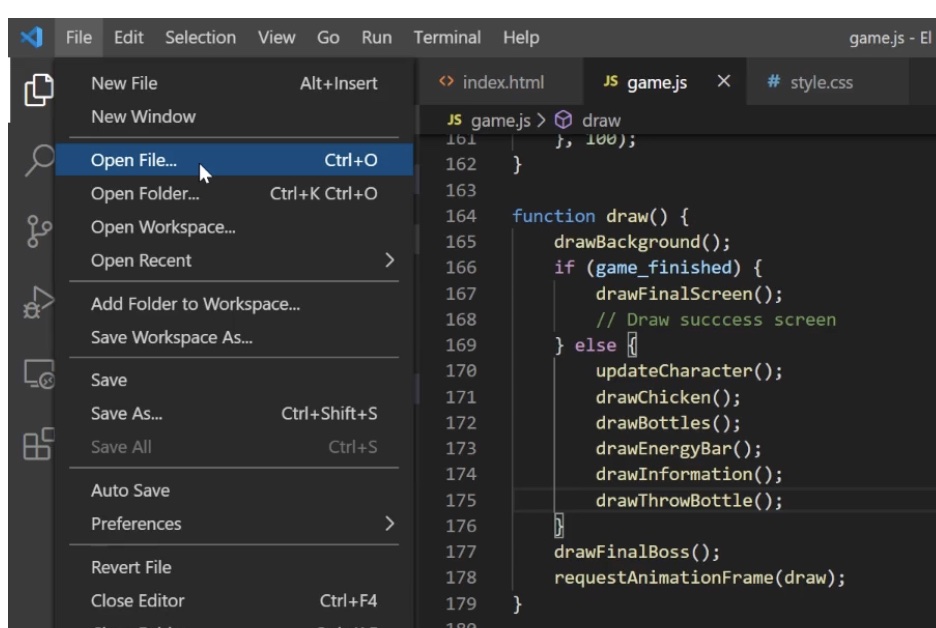 File Edit Selection View Go Run Terminal Help game.js - El
New File Alt+Insert
New Window
Open File... Ctrl+O
Open Folder... Ctrl+K Ctrl+O
Open Workspace...
Open Recent
Add Folder to Workspace...
Save Workspace As...
Save
Save As... Ctrl+Shift+S
Save All Ctrl+S
Auto Save
Preferences
Revert File
Close Editor Ctrl+F4
<> index.html JS game.js × # style.css
JS game.js > draw
161 }, 100);
162 }
163
164 function draw() {
165 drawBackground();
166 if (game_finished) {
167 drawFinalScreen();
168 // Draw succcess screen
169 } else {
170 updateCharacter();
171 drawChicken();
172 drawBottles();
173 drawEnergyBar();
174 drawInformation();
175 drawThrowBottle();
176 }
177 drawFinalBoss();
178 requestAnimationFrame(draw);
179 }